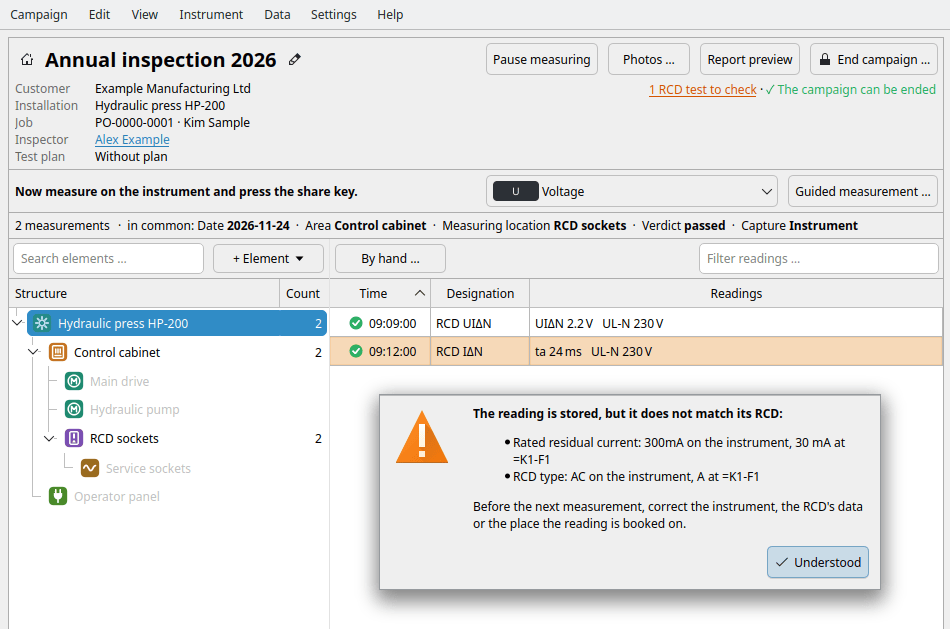 Campaign Edit View Instrument Data Settings Help
Annual inspection 2026
Pause measuring Photos ... Report preview End campaign ...
Customer Example Manufacturing Ltd
1 RCD test to check · ✓ The campaign can be ended
Installation Hydraulic press HP-200
Job PO-0000-0001 · Kim Sample
Inspector Alex Example
Test plan Without plan
Now measure on the instrument and press the share key.
U Voltage
Guided measurement ...
2 measurements · in common: Date 2026-11-24 · Area Control cabinet · Measuring location RCD sockets · Verdict passed · Capture Instrument
Search elements ... + Element By hand ... Filter readings ...
Structure Count Time Designation Readings
Hydraulic press HP-200 2
09:09:00 RCD UIΔN UIΔN 2.2 V UL-N 230 V
Control cabinet 2
09:12:00 RCD IΔN ta 24 ms UL-N 230 V
Main drive
Hydraulic pump
RCD sockets 2
Service sockets
Operator panel
The reading is stored, but it does not match its RCD:
• Rated residual current: 300mA on the instrument, 30 mA at
=K1-F1
• RCD type: AC on the instrument, A at =K1-F1
Before the next measurement, correct the instrument, the RCD's data
or the place the reading is booked on.
Understood